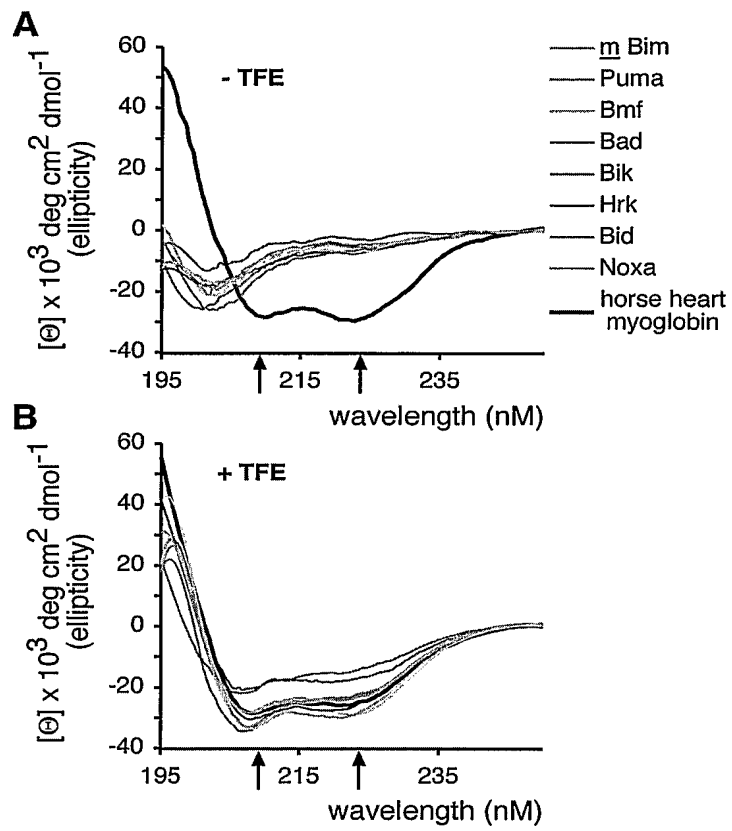 A
60
40
20
0
-20
-40
195
215
235
[Θ] x 10³ deg cm² dmol⁻¹
(ellipticity)
- TFE
wavelength (nM)
m Bim
Puma
Bmf
Bad
Bik
Hrk
Bid
Noxa
horse heart
myoglobin
B
60
40
20
0
-20
-40
195
215
235
[Θ] x 10³ deg cm² dmol⁻¹
(ellipticity)
+ TFE
wavelength (nM)